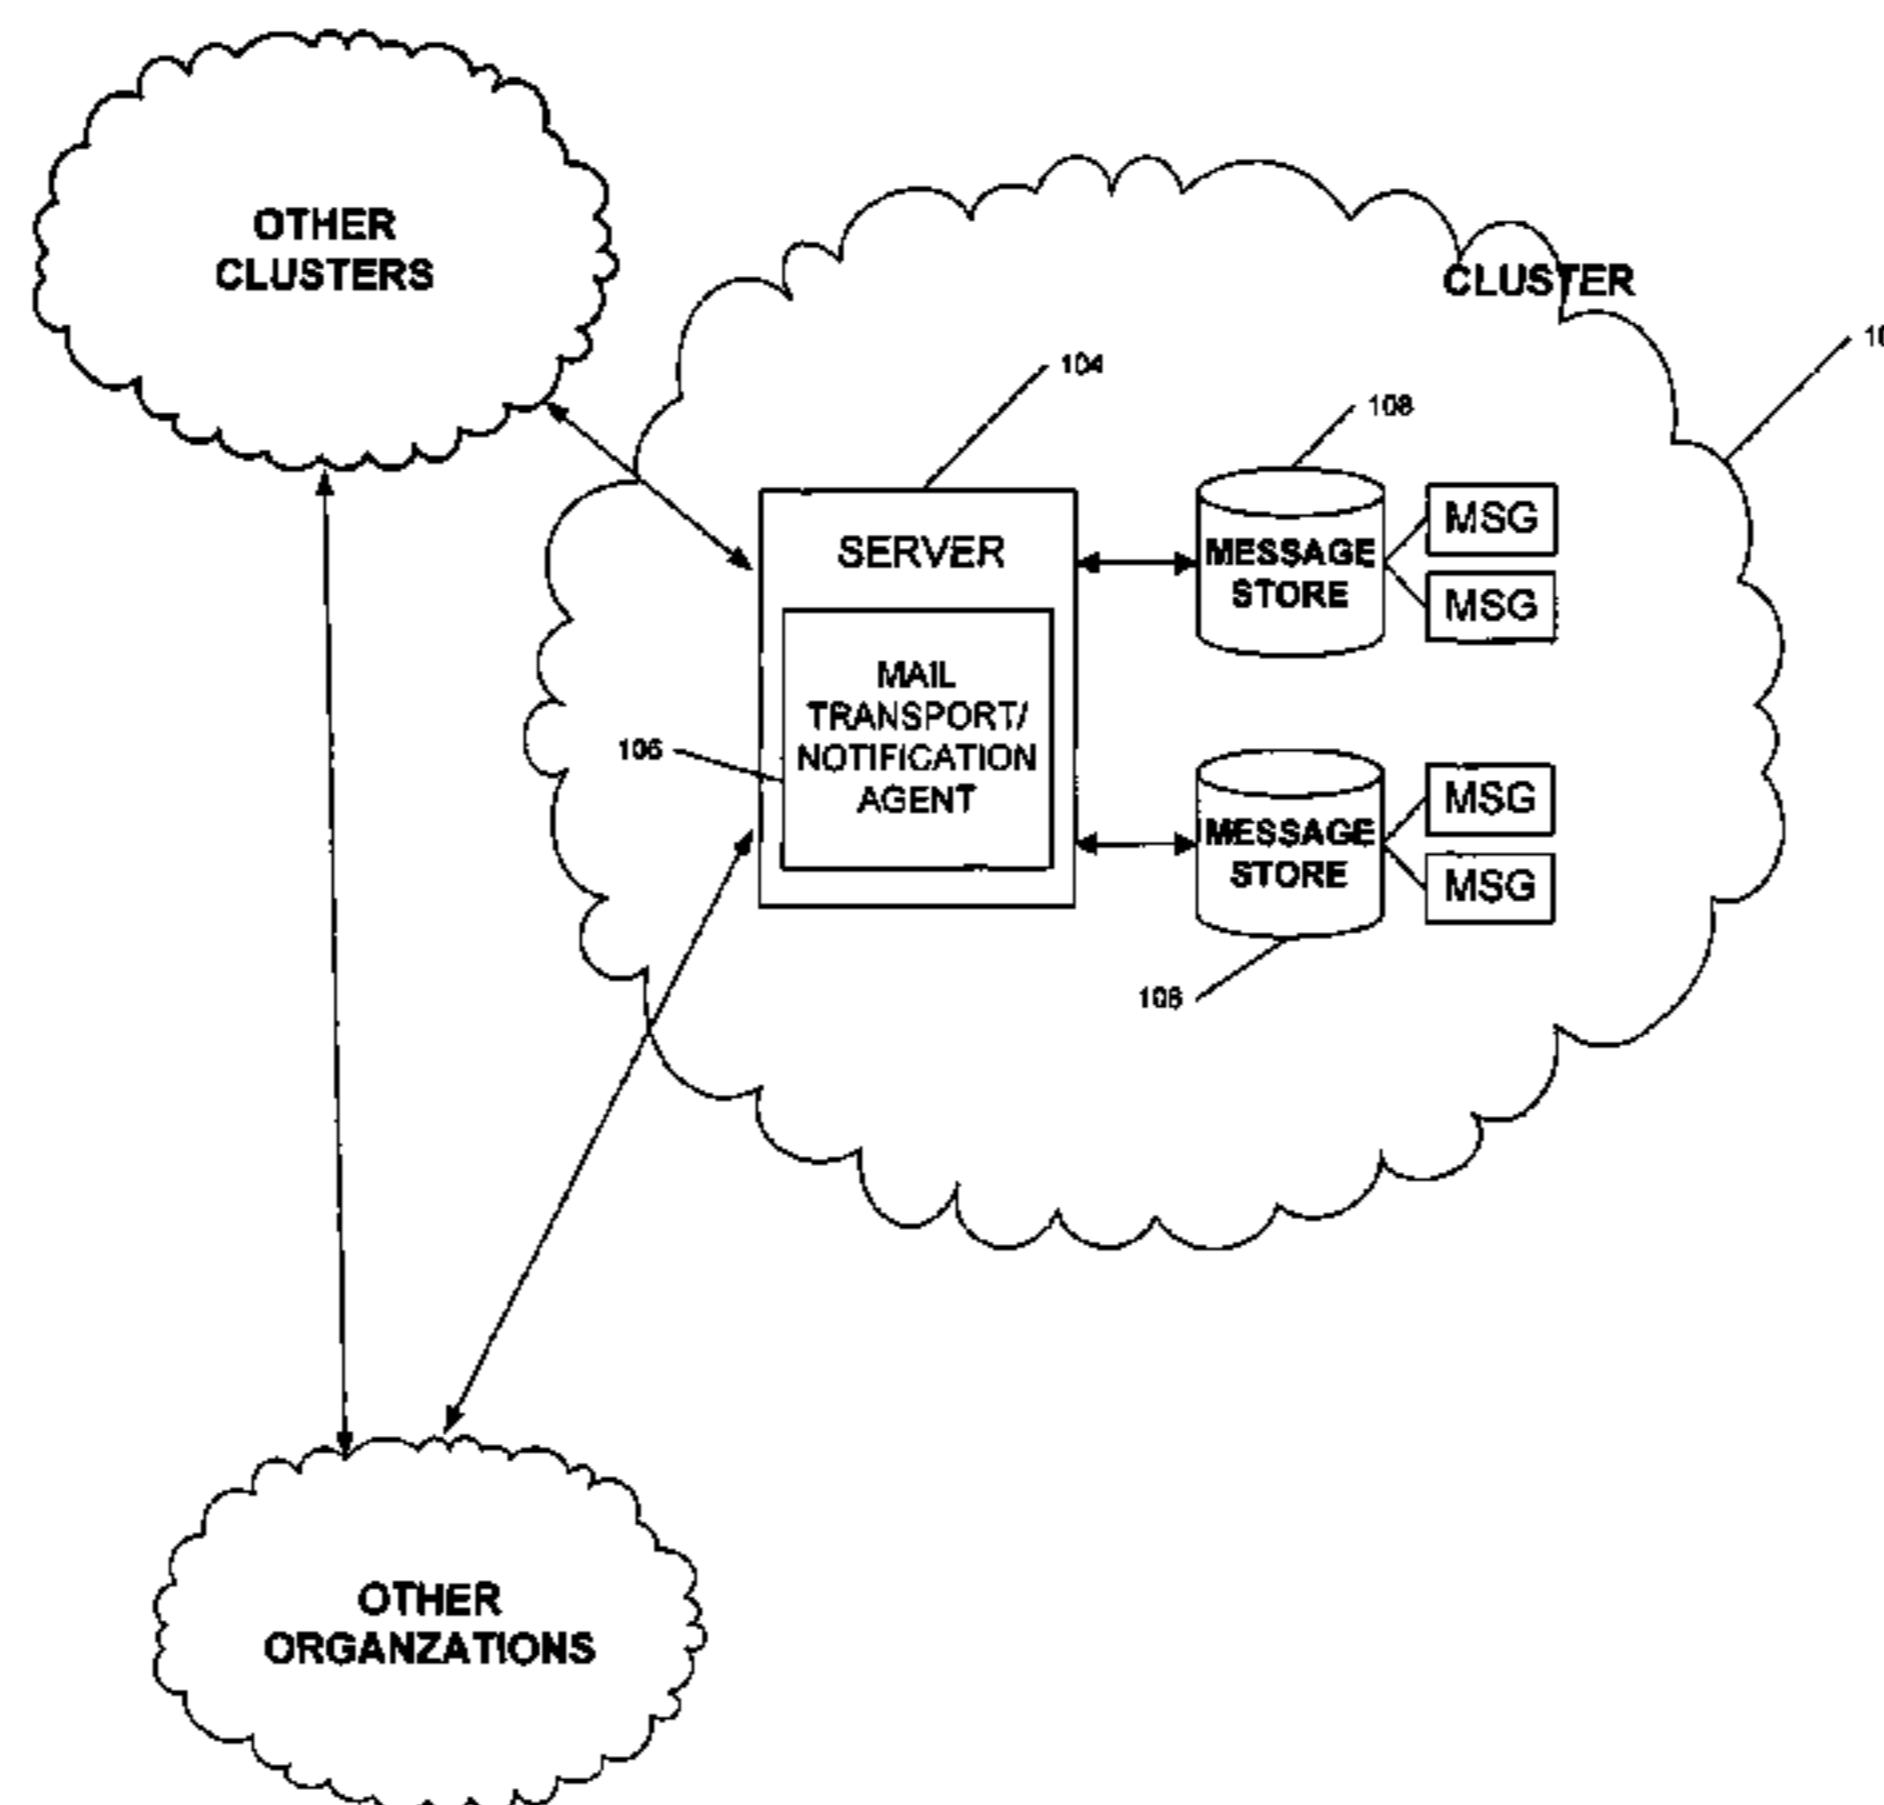 OTHER
CLUSTERS
CLUSTER
104
108
SERVER
MESSAGE
STORE
MSG
MSG
MAIL
TRANSPORT/
NOTIFICATION
AGENT
106
MESSAGE
STORE
MSG
MSG
OTHER
ORGANZATIONS